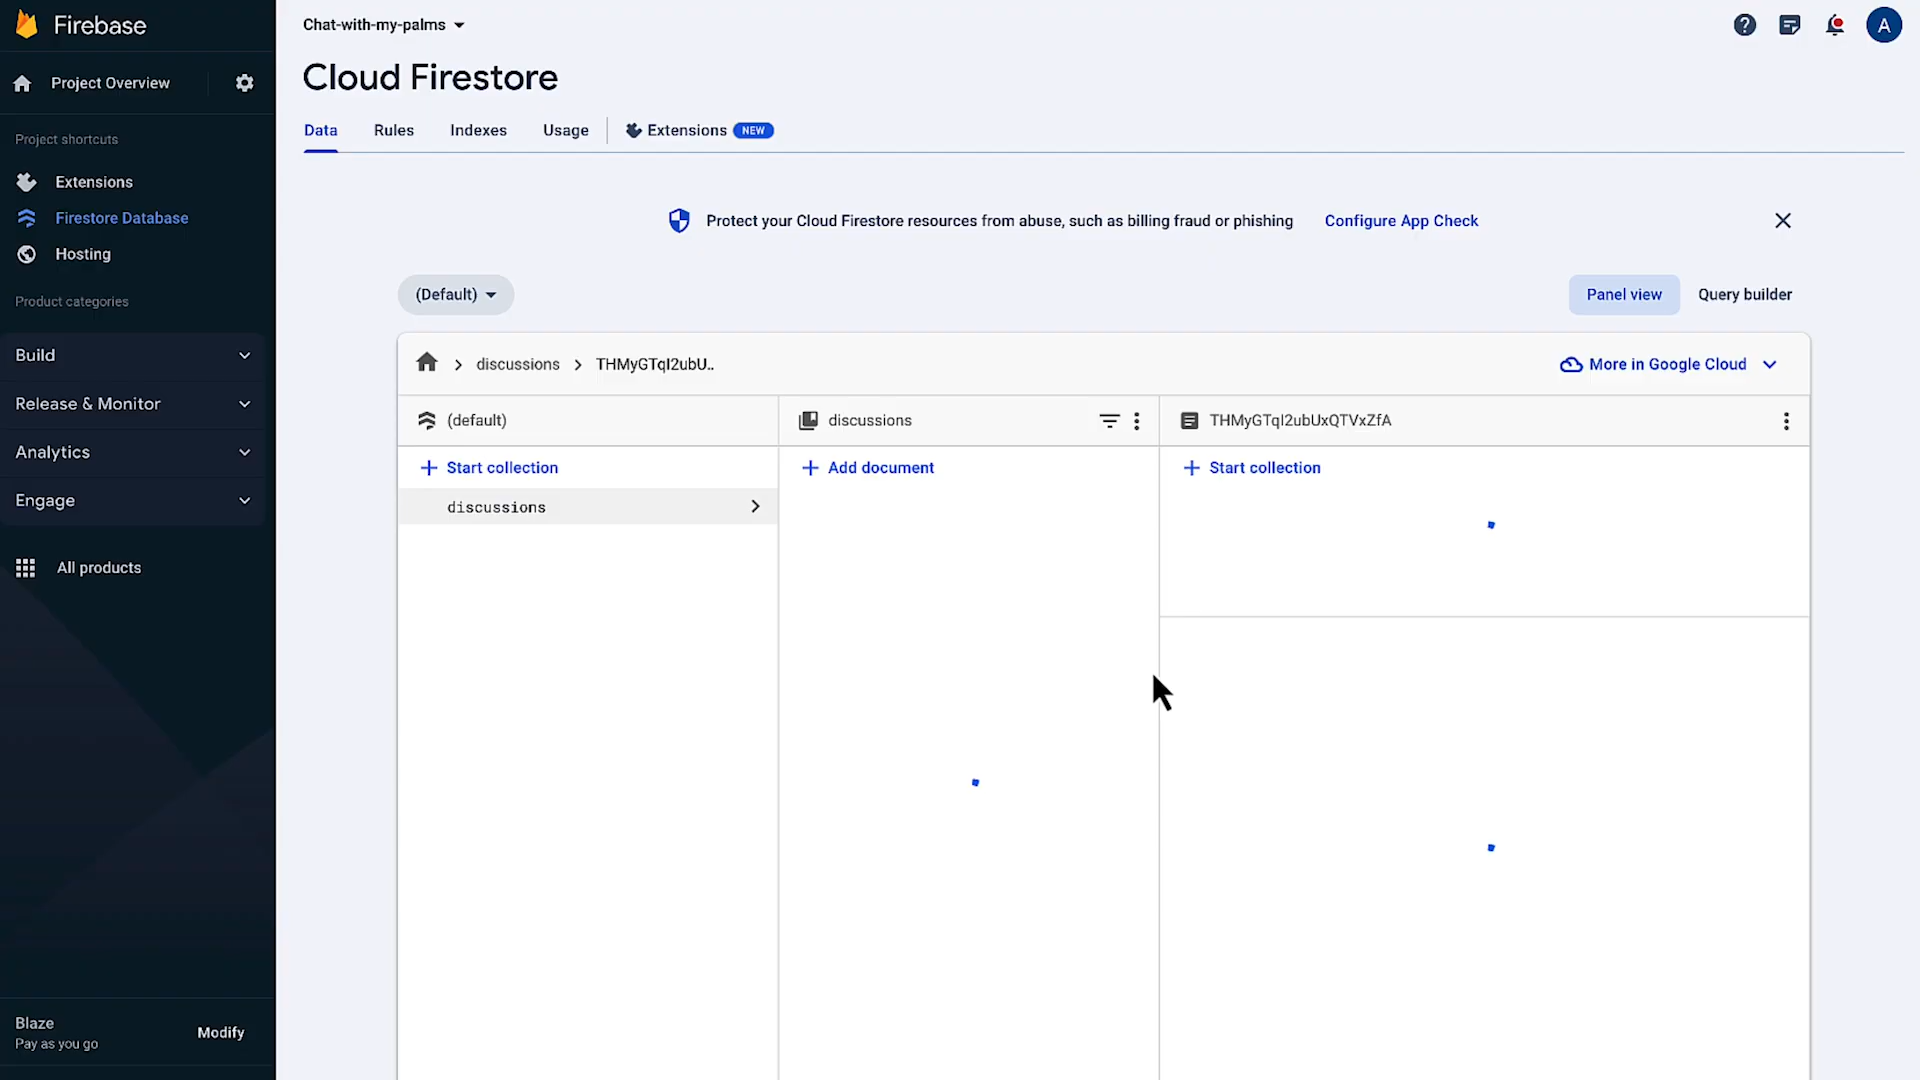 Firebase
Chat-with-my-palms
A
Project Overview
Cloud Firestore
Data
Rules
Indexes
Usage
Extensions
NEW
Project shortcuts
Extensions
Firestore Database
Hosting
Product categories
Build
Release & Monitor
Analytics
Engage
All products
Blaze
Pay as you go
Modify
Protect your Cloud Firestore resources from abuse, such as billing fraud or phishing
Configure App Check
(Default)
Panel view
Query builder
discussions
THMyGTqI2ubU..
More in Google Cloud
(default)
discussions
THMyGTqI2ubUxQTVxZfA
Start collection
Add document
Start collection
discussions